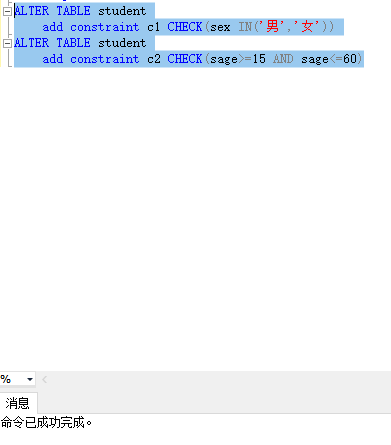 ALTER TABLE student
add constraint c1 CHECK(sex IN('男','女'))
ALTER TABLE student
add constraint c2 CHECK(sage>=15 AND sage<=60)
%
消息
命令已成功完成。